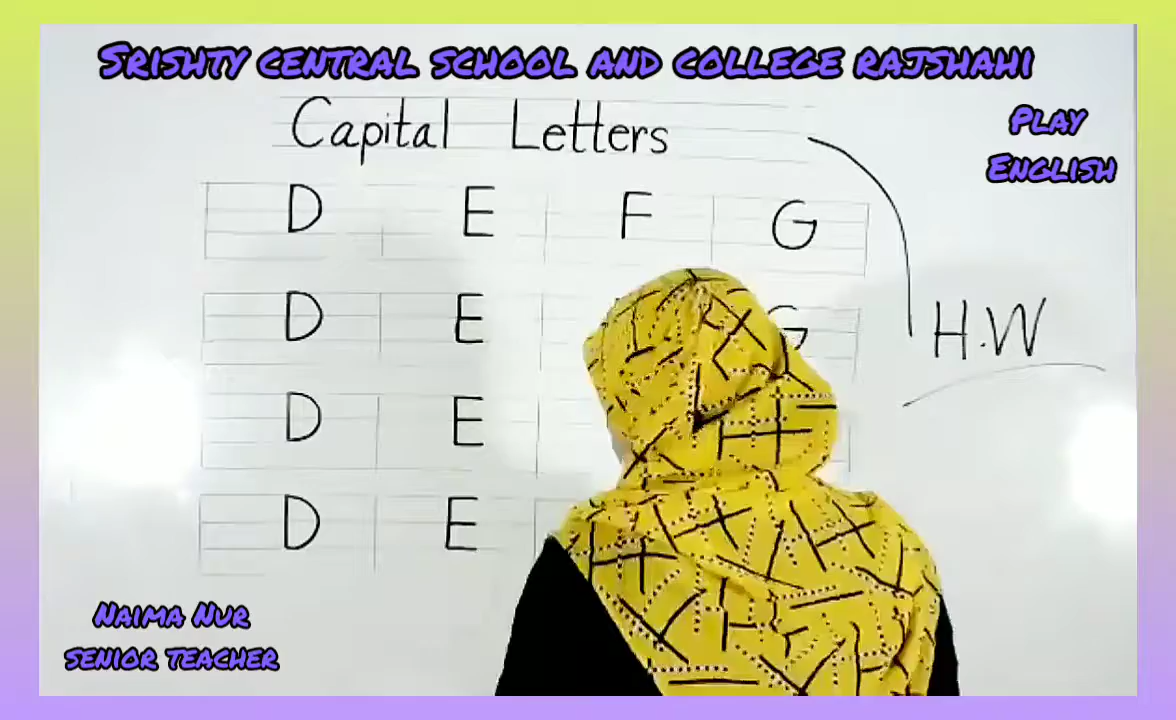 SRISHTY CENTRAL SCHOOL AND COLLEGE RAJSHAHI
PLAY
ENGLISH
Capital Letters
D E F G
D E G
D E
D E
H.W
NAIMA NUR
SENIOR TEACHER